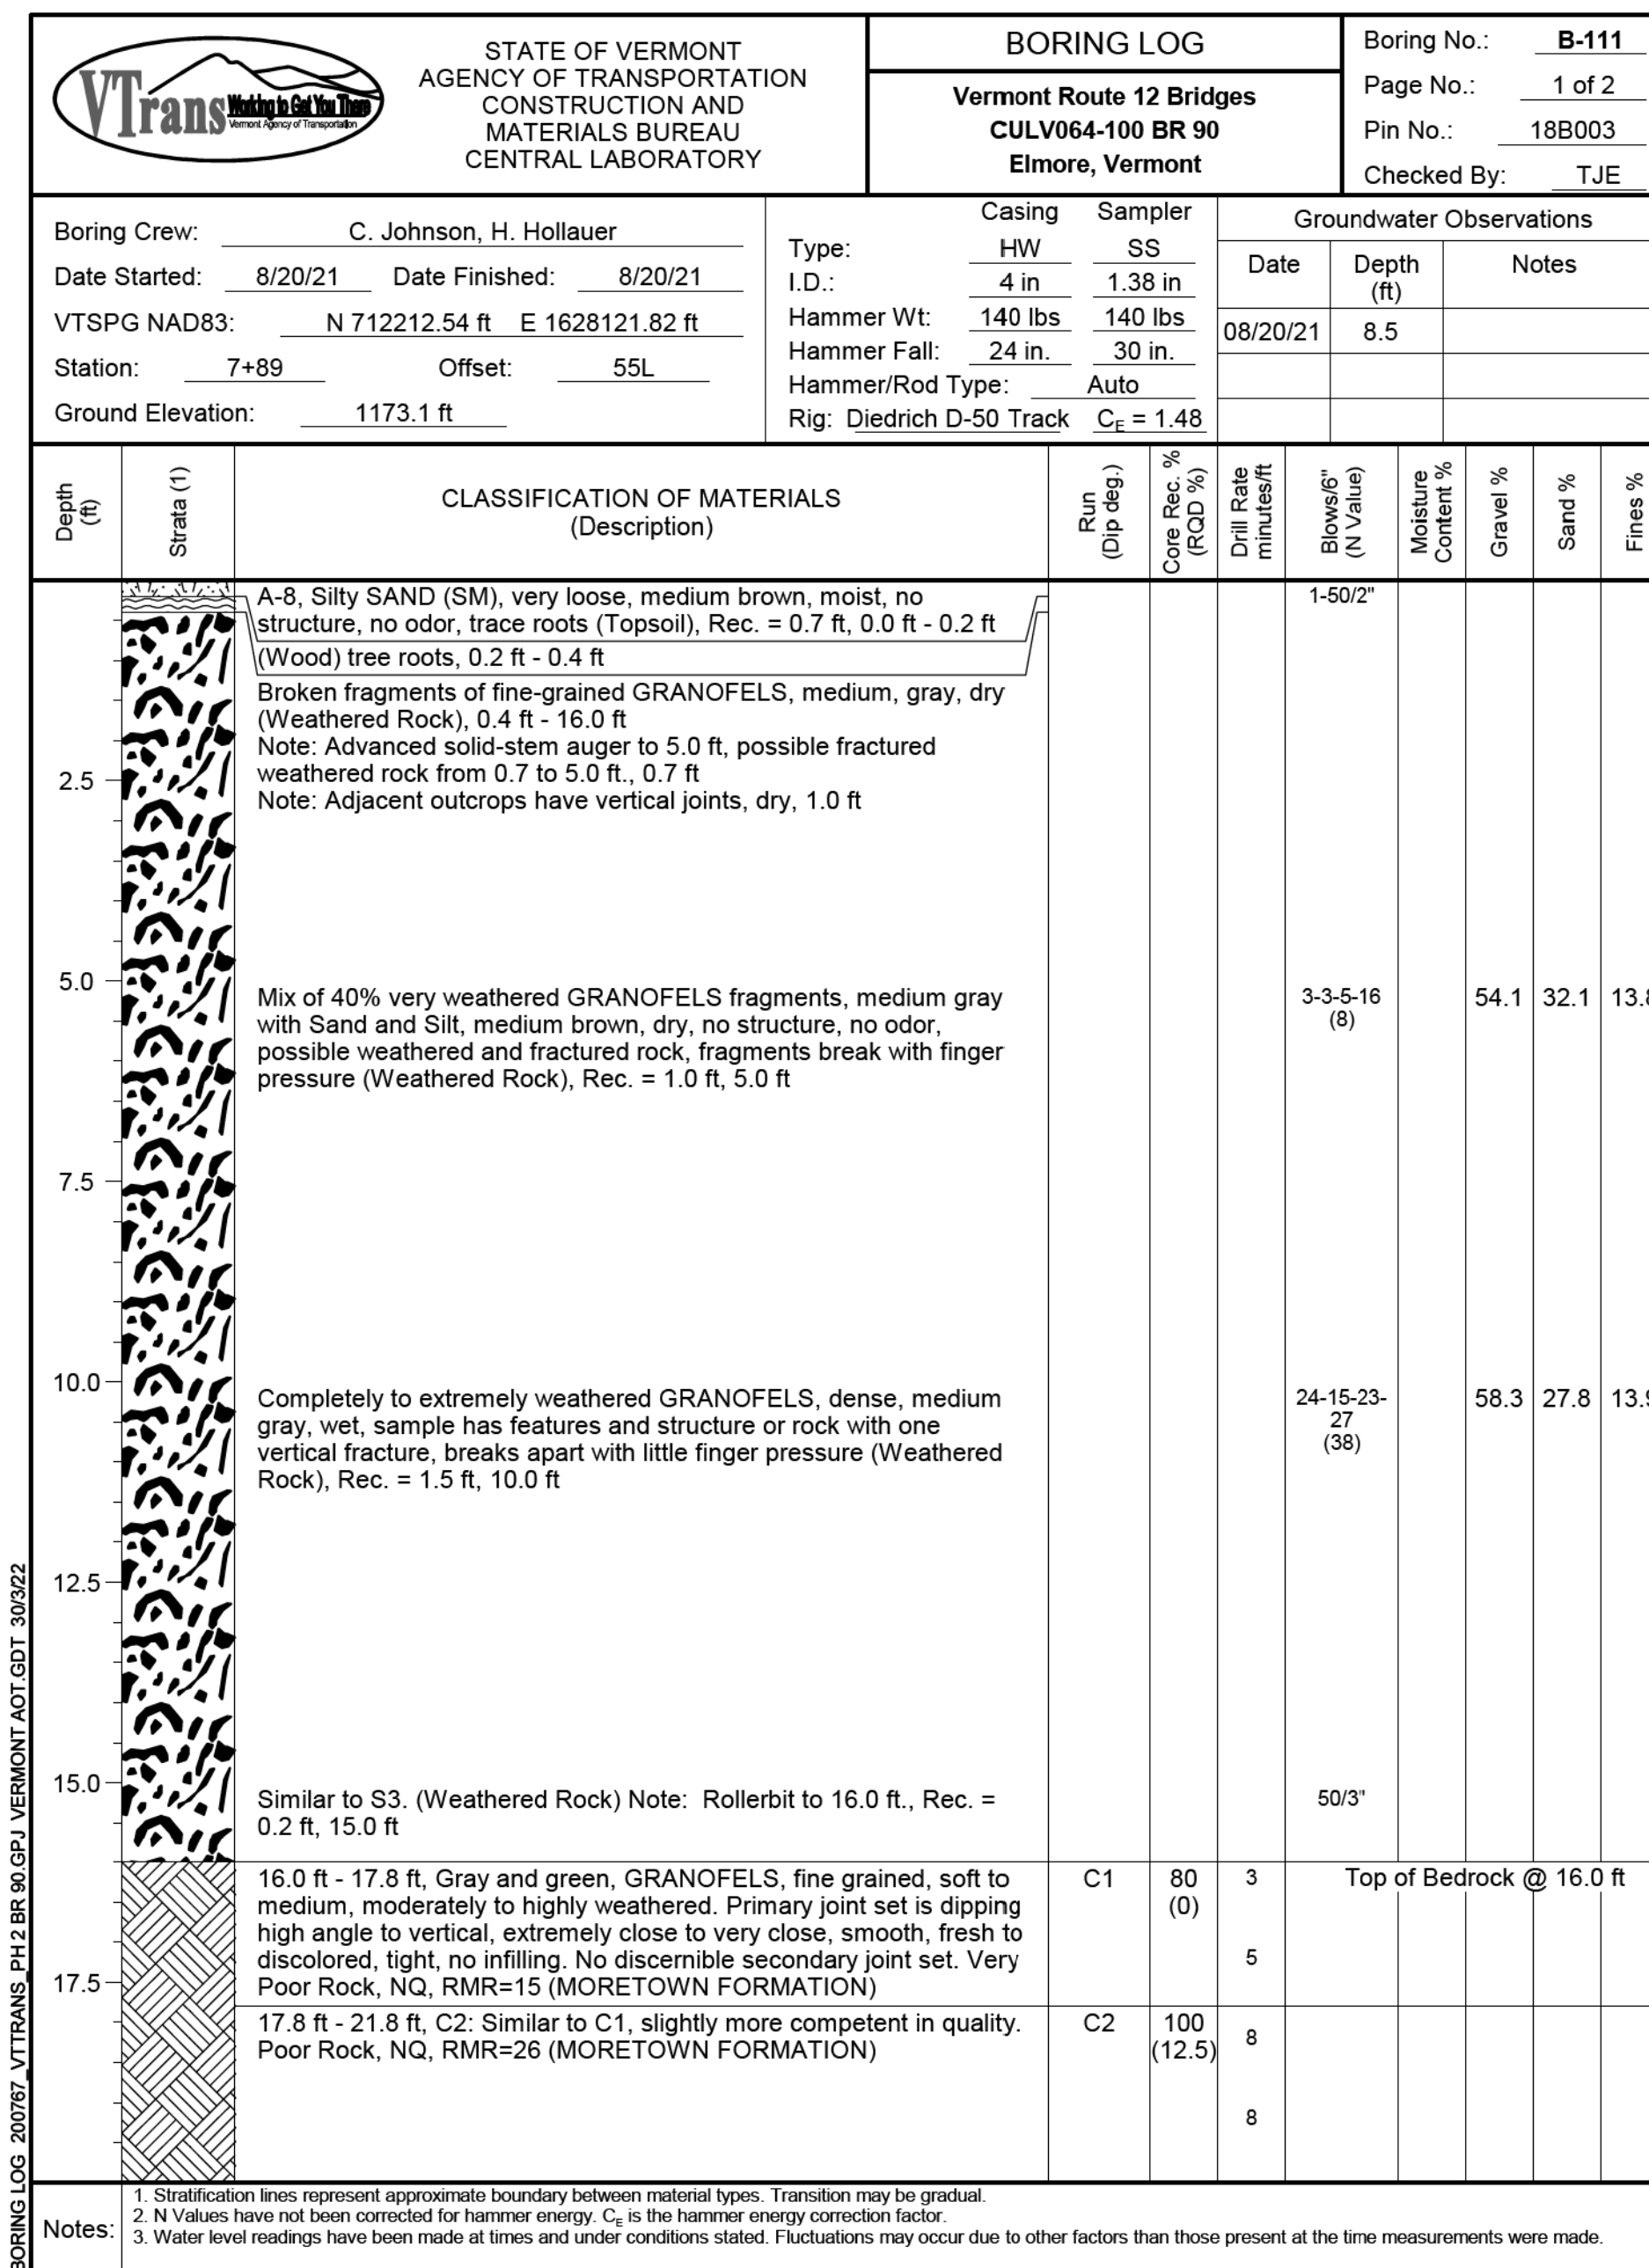 VTrans Working to Get You There
Vermont Agency of Transportation
STATE OF VERMONT
AGENCY OF TRANSPORTATION
CONSTRUCTION AND
MATERIALS BUREAU
CENTRAL LABORATORY
BORING LOG
Vermont Route 12 Bridges
CULV064-100 BR 90
Elmore, Vermont
Boring No.: B-111
Page No.: 1 of 2
Pin No.: 18B003
Checked By: TJE
Boring Crew: C. Johnson, H. Hollauer
Date Started: 8/20/21 Date Finished: 8/20/21
VTSPG NAD83: N 712212.54 ft E 1628121.82 ft
Station: 7+89 Offset: 55L
Ground Elevation: 1173.1 ft
Casing Sampler
Type: HW SS
I.D.: 4 in 1.38 in
Hammer Wt: 140 lbs 140 lbs
Hammer Fall: 24 in. 30 in.
Hammer/Rod Type: Auto
Rig: Diedrich D-50 Track CE = 1.48
Groundwater Observations
Date Depth (ft) Notes
08/20/21 8.5
Depth (ft)
Strata (1)
CLASSIFICATION OF MATERIALS
(Description)
Run (Dip deg.)
Core Rec. % (RQD %)
Drill Rate minutes/ft
Blows/6" (N Value)
Moisture Content %
Gravel %
Sand %
Fines %
A-8, Silty SAND (SM), very loose, medium brown, moist, no 1-50/2"
structure, no odor, trace roots (Topsoil), Rec. = 0.7 ft, 0.0 ft - 0.2 ft
(Wood) tree roots, 0.2 ft - 0.4 ft
Broken fragments of fine-grained GRANOFELS, medium, gray, dry
(Weathered Rock), 0.4 ft - 16.0 ft
Note: Advanced solid-stem auger to 5.0 ft, possible fractured
weathered rock from 0.7 to 5.0 ft., 0.7 ft
2.5
Note: Adjacent outcrops have vertical joints, dry, 1.0 ft
5.0
Mix of 40% very weathered GRANOFELS fragments, medium gray 3-3-5-16 54.1 32.1 13.8
with Sand and Silt, medium brown, dry, no structure, no odor, (8)
possible weathered and fractured rock, fragments break with finger
pressure (Weathered Rock), Rec. = 1.0 ft, 5.0 ft
7.5
10.0
Completely to extremely weathered GRANOFELS, dense, medium 24-15-23- 58.3 27.8 13.9
gray, wet, sample has features and structure or rock with one 27
vertical fracture, breaks apart with little finger pressure (Weathered (38)
Rock), Rec. = 1.5 ft, 10.0 ft
12.5
15.0
Similar to S3. (Weathered Rock) Note: Rollerbit to 16.0 ft., Rec. = 50/3"
0.2 ft, 15.0 ft
16.0 ft - 17.8 ft, Gray and green, GRANOFELS, fine grained, soft to C1 80 3 Top of Bedrock @ 16.0 ft
medium, moderately to highly weathered. Primary joint set is dipping (0)
high angle to vertical, extremely close to very close, smooth, fresh to
discolored, tight, no infilling. No discernible secondary joint set. Very 5
17.5 Poor Rock, NQ, RMR=15 (MORETOWN FORMATION)
17.8 ft - 21.8 ft, C2: Similar to C1, slightly more competent in quality. C2 100 8
Poor Rock, NQ, RMR=26 (MORETOWN FORMATION) (12.5)
8
Notes:
1. Stratification lines represent approximate boundary between material types. Transition may be gradual.
2. N Values have not been corrected for hammer energy. CE is the hammer energy correction factor.
3. Water level readings have been made at times and under conditions stated. Fluctuations may occur due to other factors than those present at the time measurements were made.
BORING LOG 200767_VTTRANS_PH 2 BR 90.GPJ VERMONT AOT.GDT 30/3/22